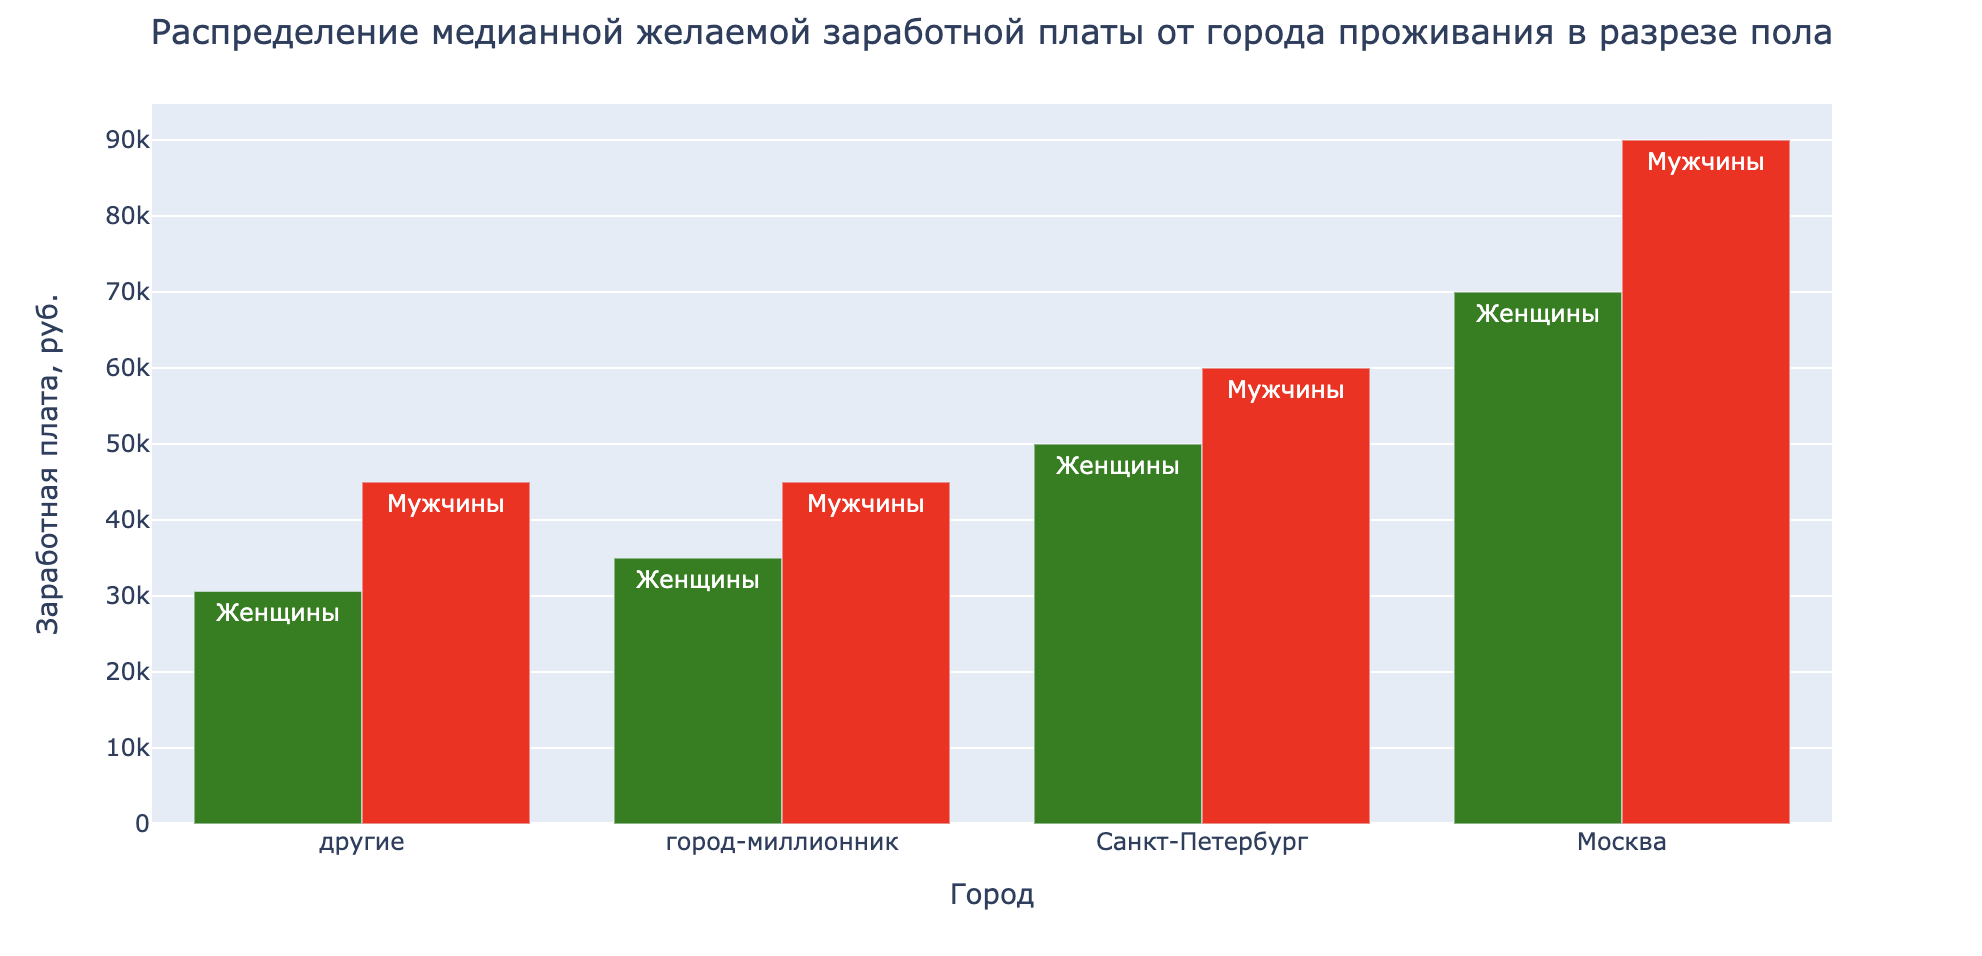 Распределение медианной желаемой заработной платы от города проживания в разрезе пола
Заработная плата, руб.
90k
80k
70k
60k
50k
40k
30k
20k
10k
0
Женщины
Мужчины
Женщины
Мужчины
Женщины
Мужчины
Женщины
Мужчины
другие
город-миллионник
Санкт-Петербург
Москва
Город